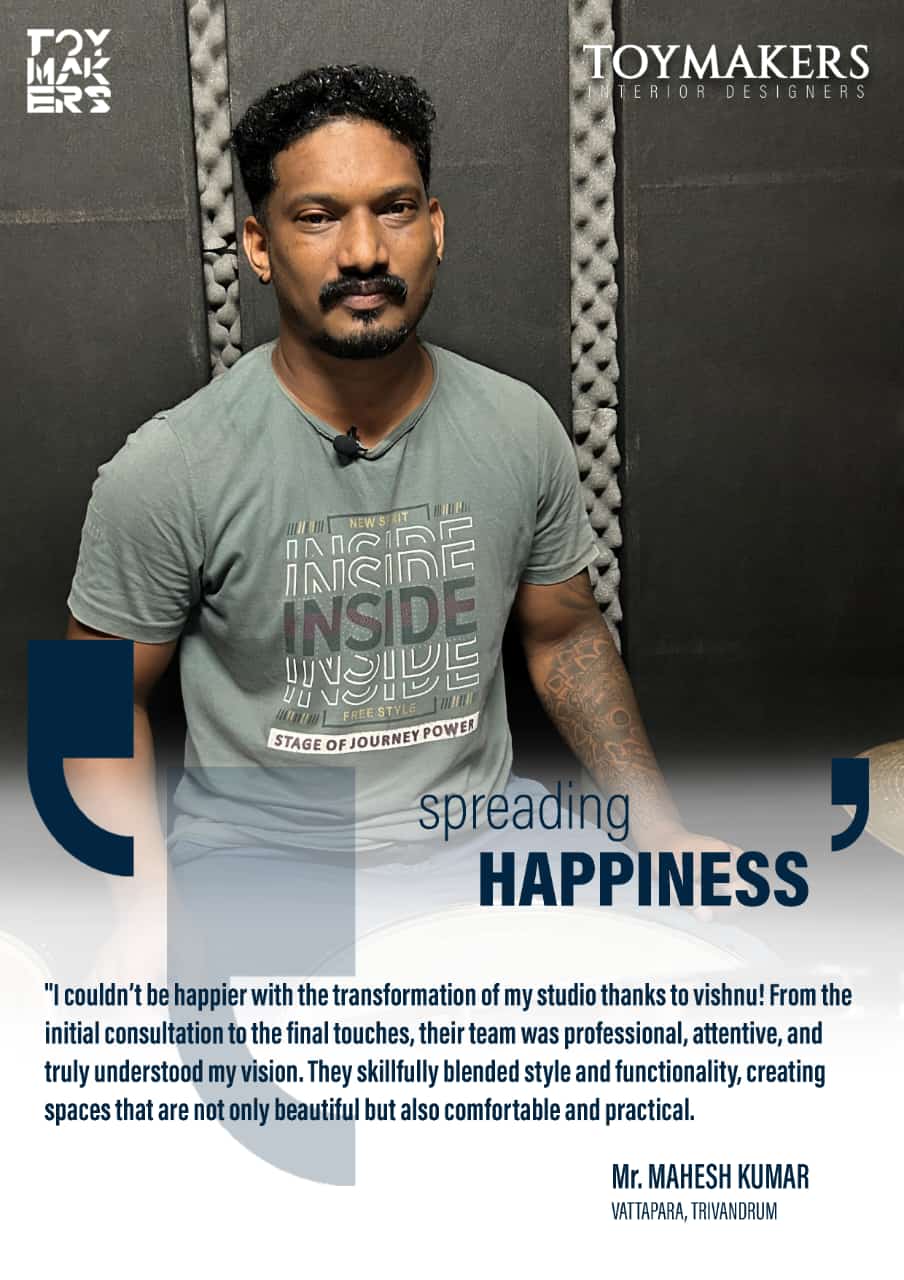 TOY
MAK
ERS
TOYMAKERS
INTERIOR DESIGNERS
NEW
INSIDE
INSIDE
INSIDE
INSIDE
INSIDE
FREE STYLE
STAGE OF JOURNEY POWER
spreading
HAPPINESS
"I couldn’t be happier with the transformation of my studio thanks to vishnu! From the
initial consultation to the final touches, their team was professional, attentive, and
truly understood my vision. They skillfully blended style and functionality, creating
spaces that are not only beautiful but also comfortable and practical.
Mr. MAHESH KUMAR
VATTAPARA, TRIVANDRUM